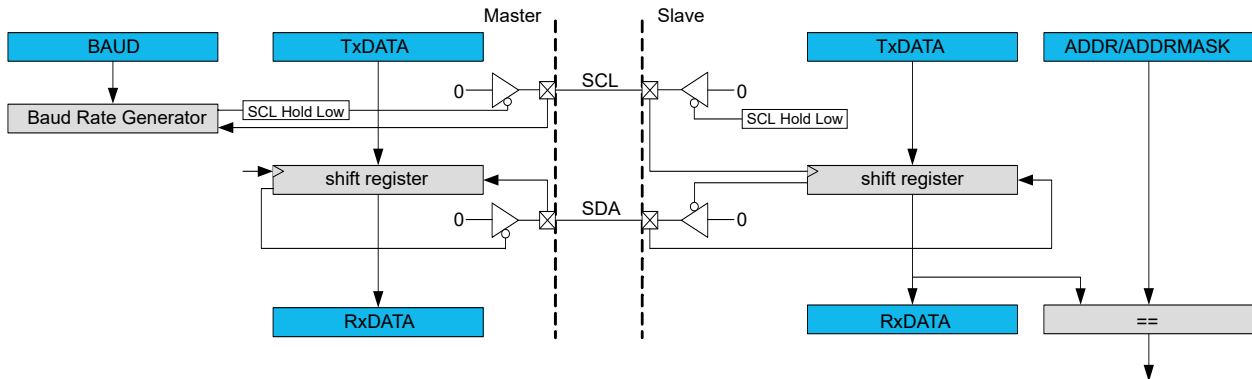 Master
Slave
BAUD
TxDATA
TxDATA
ADDR/ADDRMASK
SCL
0
0
SCL Hold Low
SCL Hold Low
Baud Rate Generator
shift register
shift register
SDA
0
0
RxDATA
RxDATA
==